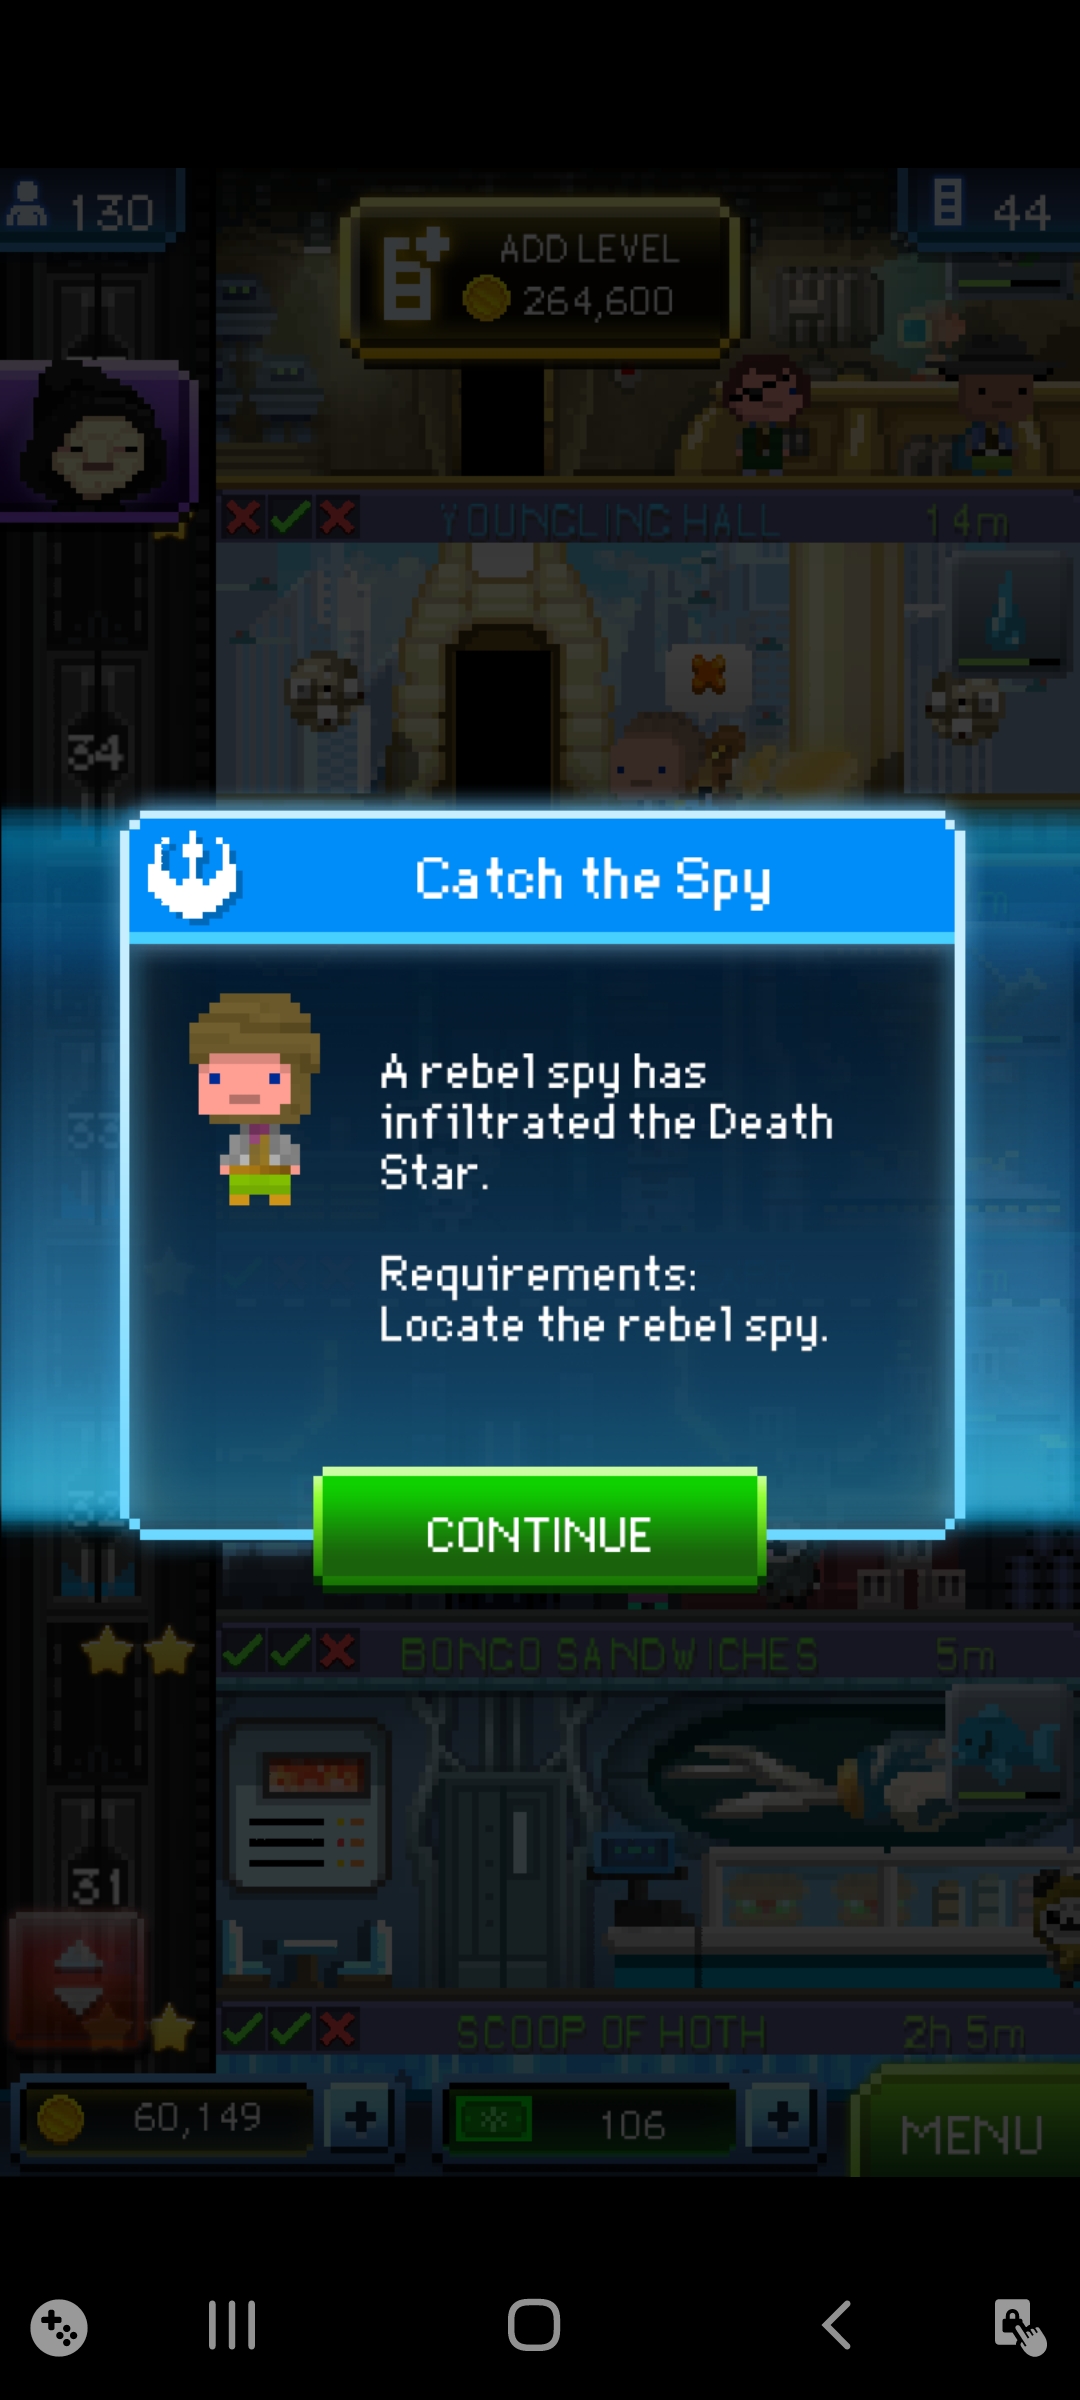 130
44
ADD LEVEL
264,600
YOUNGLING HALL
14m
34
Catch the Spy
A rebel spy has
infiltrated the Death
Star.
33
Requirements:
Locate the rebel spy.
32
CONTINUE
BONGO SANDWICHES
5m
31
SCOOP OF HOTH
2h 5m
60,149
106
MENU